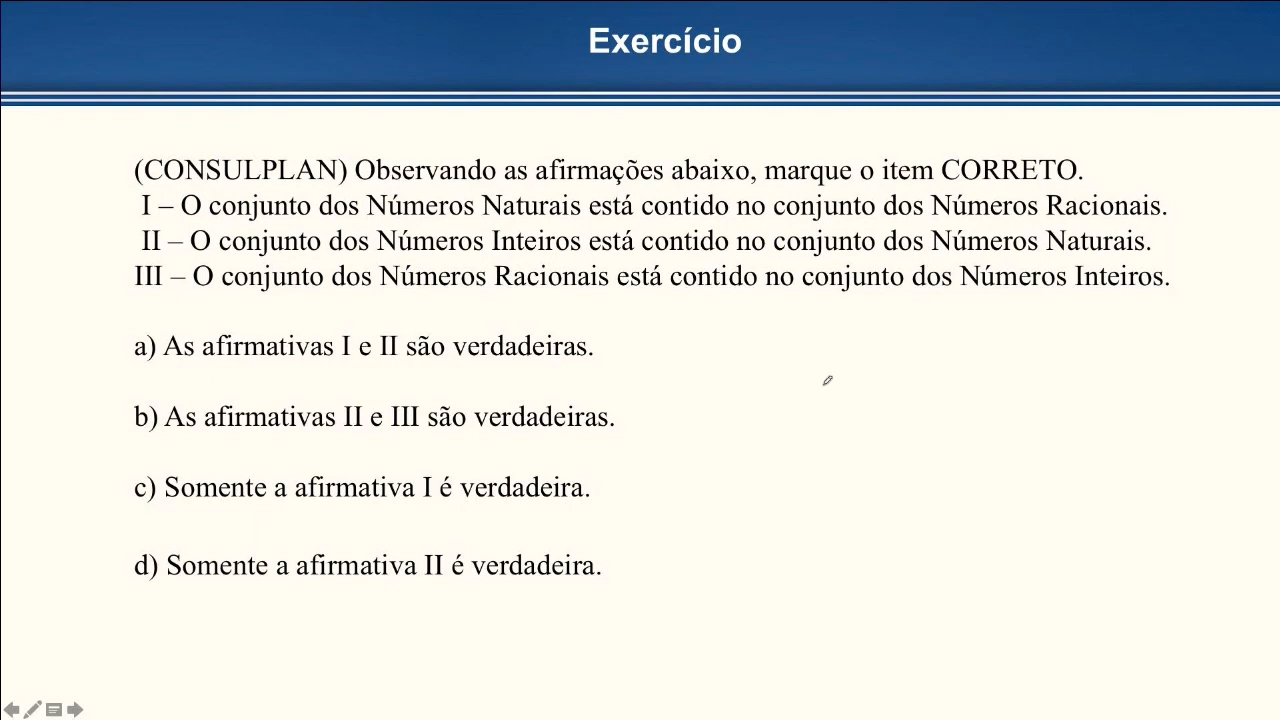 Exercício
(CONSULPLAN) Observando as afirmações abaixo, marque o item CORRETO.
I – O conjunto dos Números Naturais está contido no conjunto dos Números Racionais.
II – O conjunto dos Números Inteiros está contido no conjunto dos Números Naturais.
III – O conjunto dos Números Racionais está contido no conjunto dos Números Inteiros.
a) As afirmativas I e II são verdadeiras.
b) As afirmativas II e III são verdadeiras.
c) Somente a afirmativa I é verdadeira.
d) Somente a afirmativa II é verdadeira.